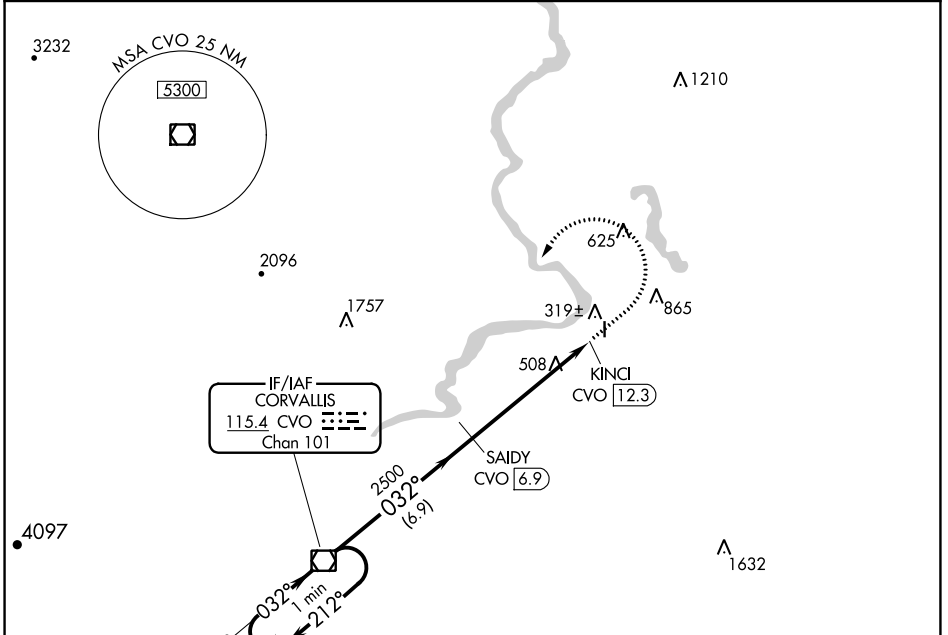 3232
MSA CVO 25 NM
5300
1210
625
2096
1757
319±
865
508
KINCI
CVO 12.3
IF/IAF
CORVALLIS
115.4 CVO
Chan 101
SAIDY
CVO 6.9
2500
032°
(6.9)
4097
1632
032°
1 min
212°